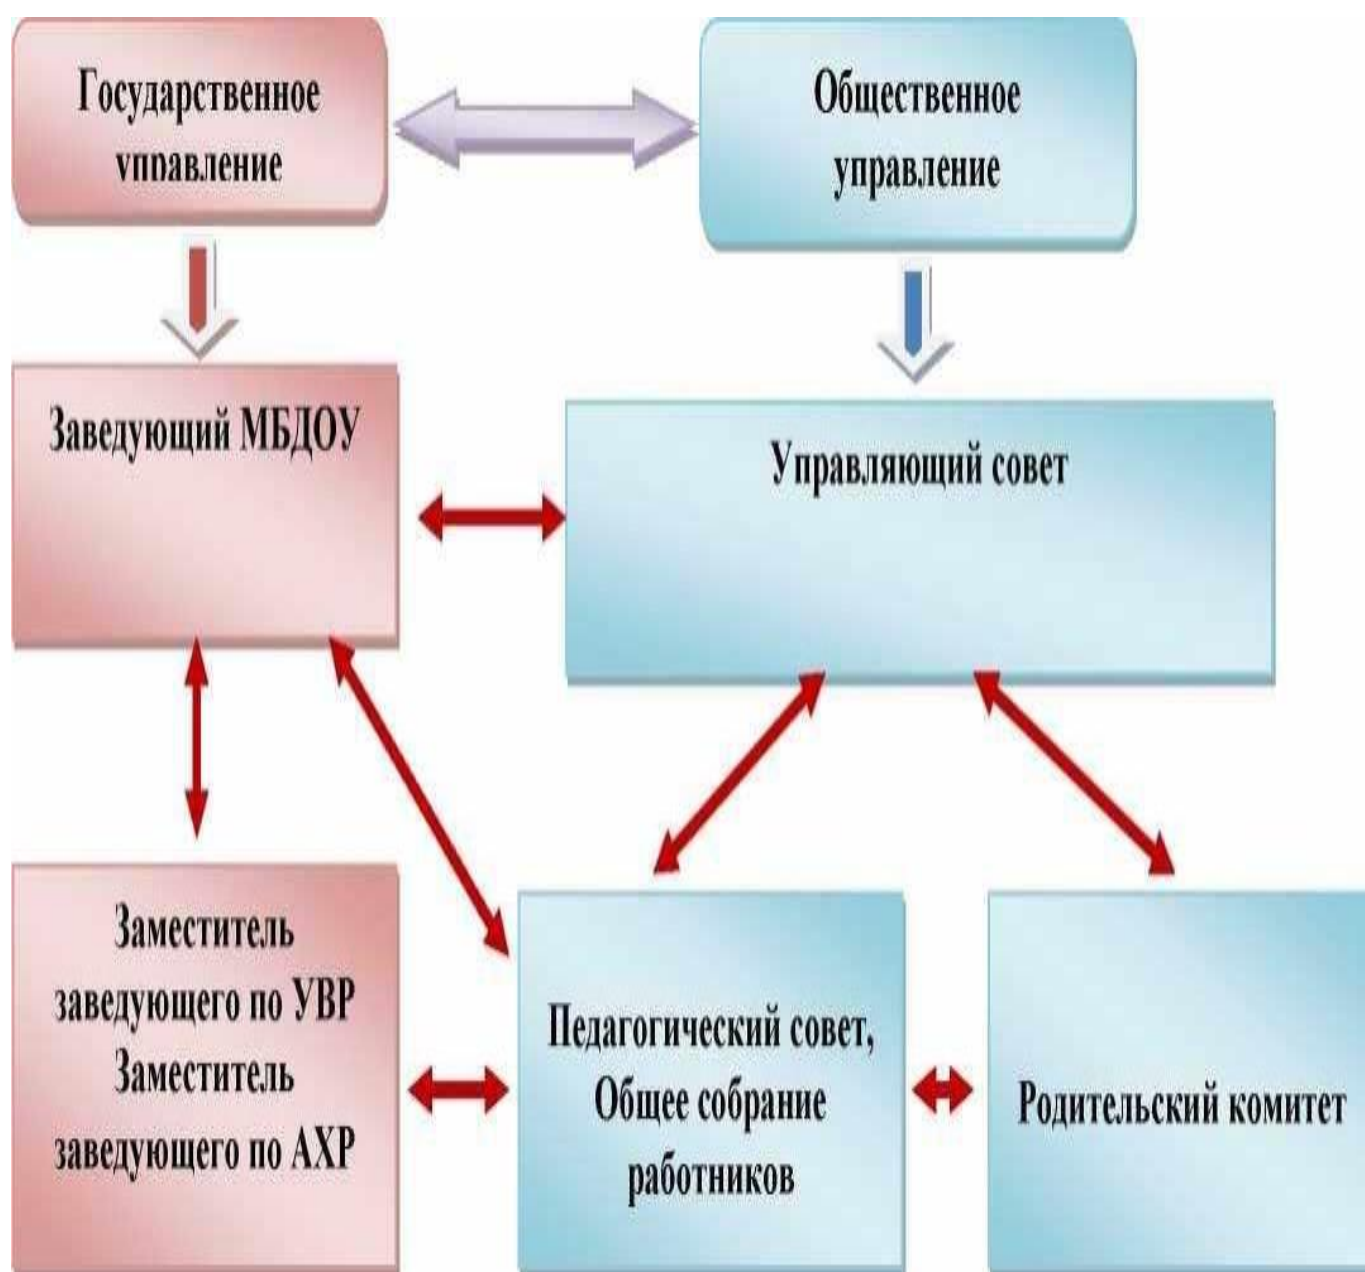 Государственное
управление
Общественное
управление
Заведующий МБДОУ
Управляющий совет
Заместитель
заведующего по УВР
Заместитель
заведующего по АХР
Педагогический совет,
Общее собрание
работников
Родительский комитет